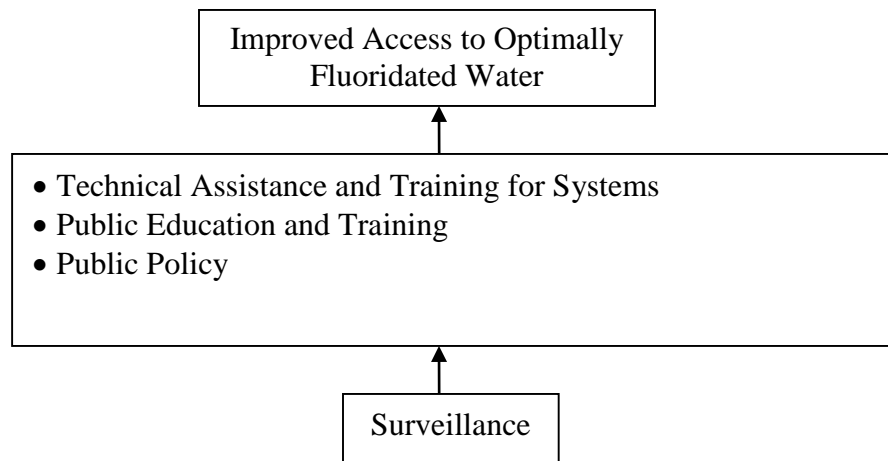 Improved Access to Optimally
Fluoridated Water
• Technical Assistance and Training for Systems
• Public Education and Training
• Public Policy
Surveillance